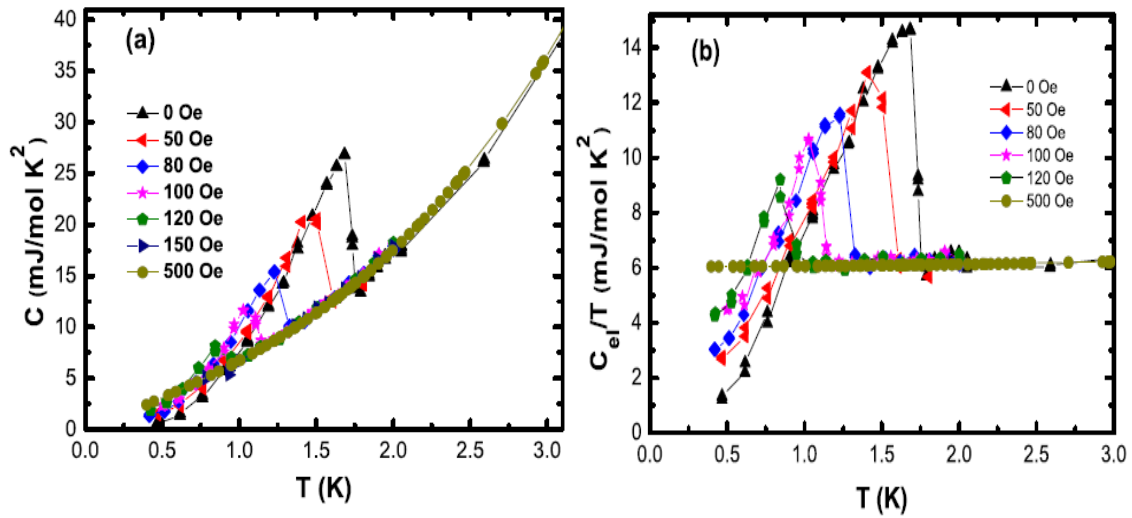 (a)
C (mJ/mol K²)
40
35
30
25
20
15
10
5
0
0 Oe
50 Oe
80 Oe
100 Oe
120 Oe
150 Oe
500 Oe
0.0 0.5 1.0 1.5 2.0 2.5 3.0
T (K)
(b)
C_el/T (mJ/mol K²)
14
12
10
8
6
4
2
0
0 Oe
50 Oe
80 Oe
100 Oe
120 Oe
500 Oe
0.0 0.5 1.0 1.5 2.0 2.5 3.0
T (K)